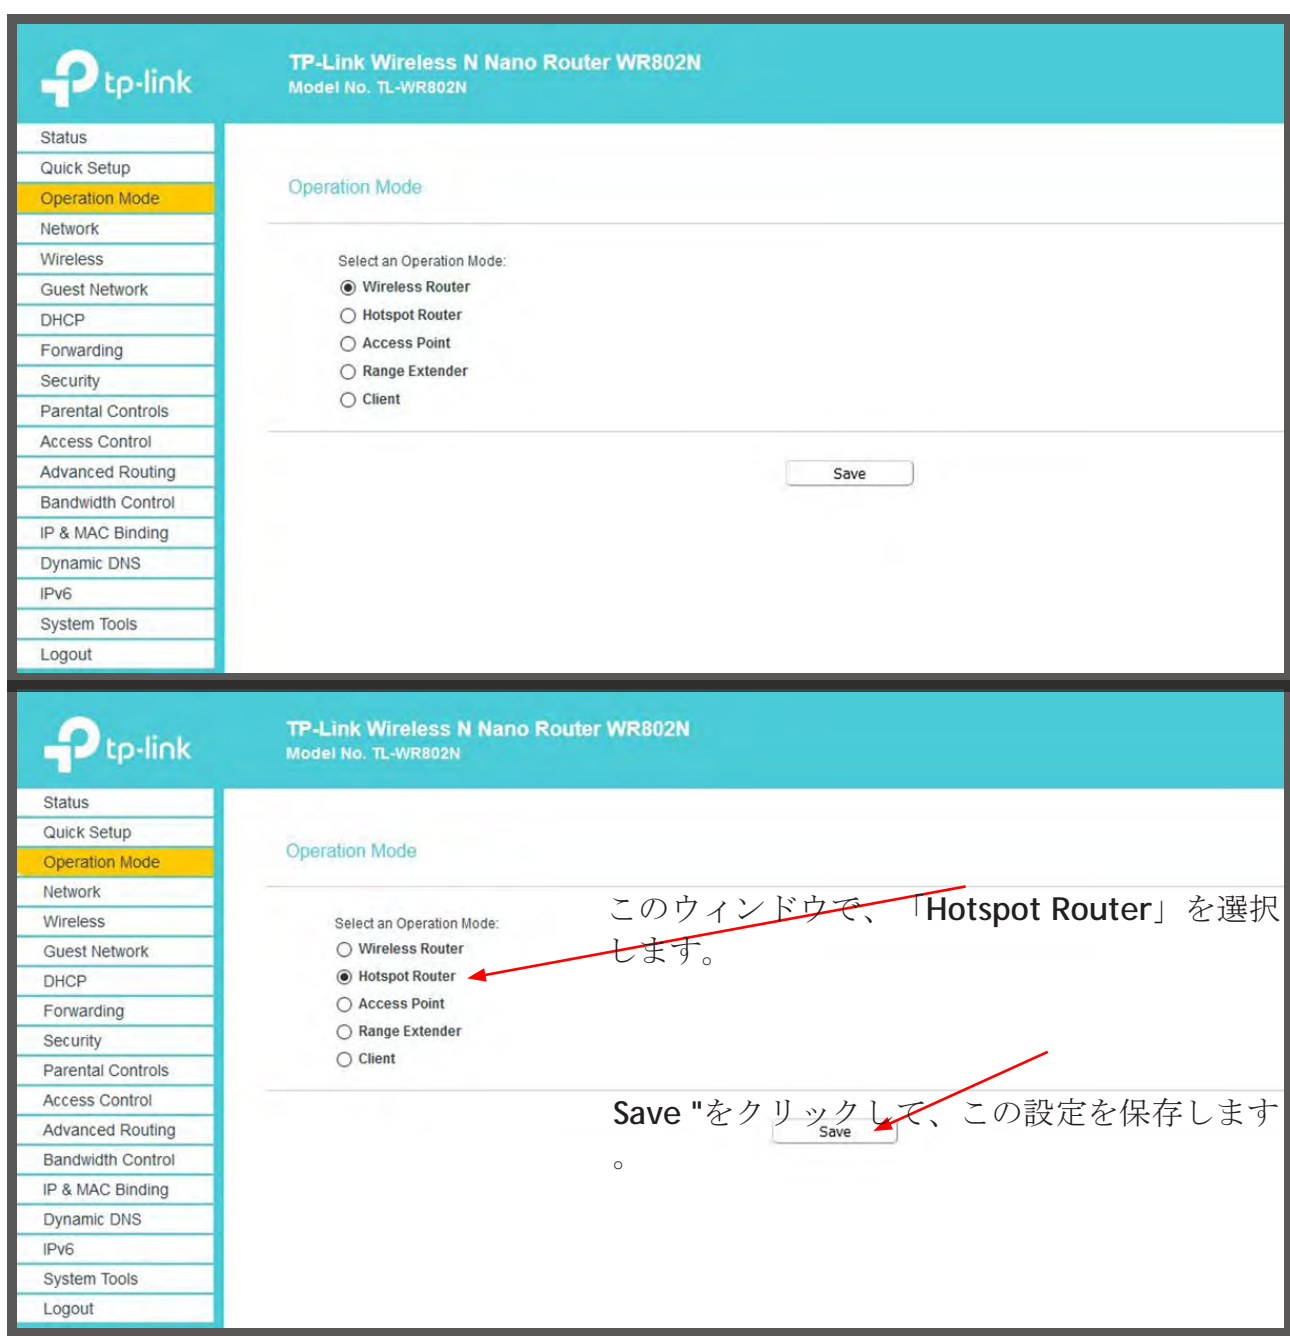 tp-link
TP-Link Wireless N Nano Router WR802N
Model No. TL-WR802N
Status
Quick Setup
Operation Mode
Network
Wireless
Guest Network
DHCP
Forwarding
Security
Parental Controls
Access Control
Advanced Routing
Bandwidth Control
IP & MAC Binding
Dynamic DNS
IPv6
System Tools
Logout
Operation Mode
Select an Operation Mode:
Wireless Router
Hotspot Router
Access Point
Range Extender
Client
Save
tp-link
TP-Link Wireless N Nano Router WR802N
Model No. TL-WR802N
Status
Quick Setup
Operation Mode
Network
Wireless
Guest Network
DHCP
Forwarding
Security
Parental Controls
Access Control
Advanced Routing
Bandwidth Control
IP & MAC Binding
Dynamic DNS
IPv6
System Tools
Logout
Operation Mode
Select an Operation Mode:
Wireless Router
Hotspot Router
Access Point
Range Extender
Client
このウィンドウで、「Hotspot Router」を選択
します。
Save "をクリックして、この設定を保存します
。
Save